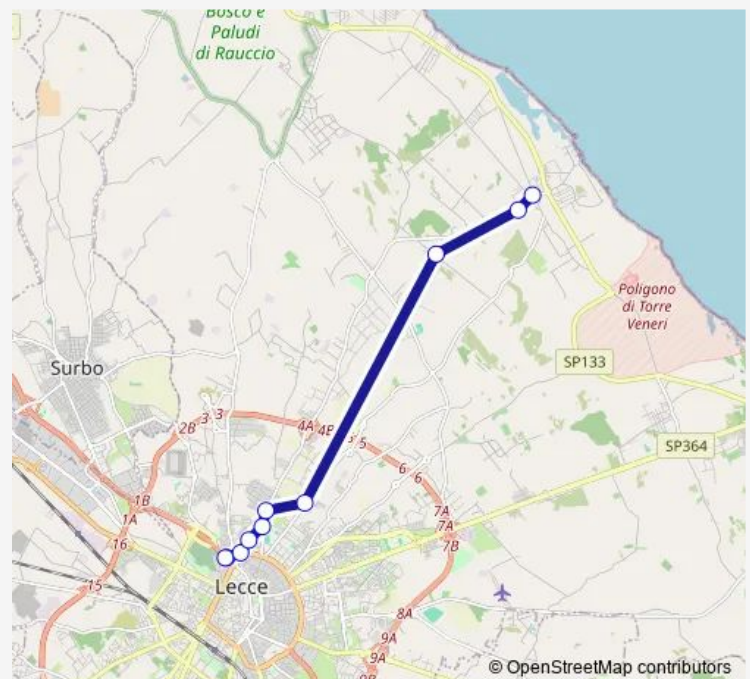 Bosco e
Paludi
di Rauccio
Poligono
di Torre
Veneri
Surbo
SP133
2B
3
3
4A
4B
5
SP364
6
6
1B
1A
7A
7A
7B
16
15
Lecce
8A
9A
9A
© OpenStreetMap contributors